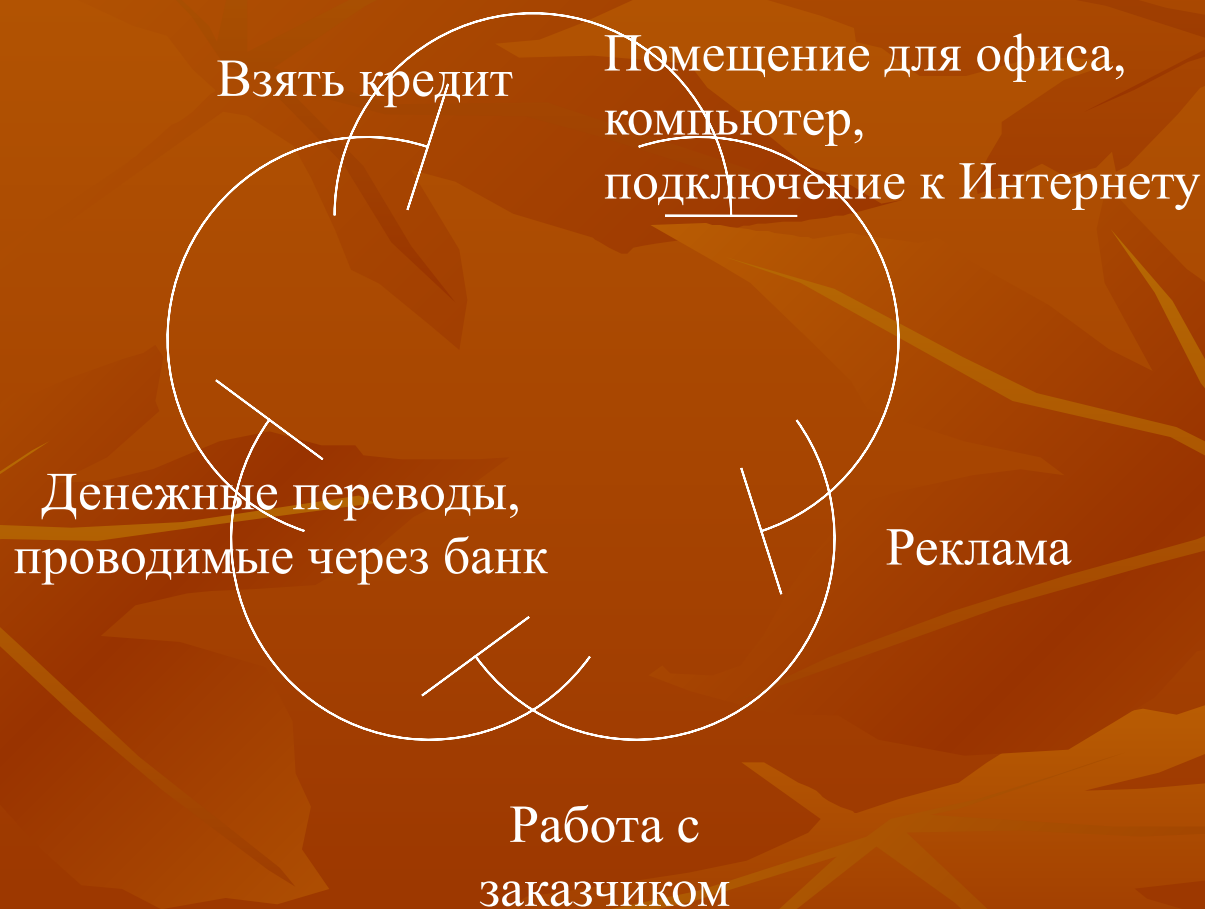 Взять кредит
Помещение для офиса,
компьютер,
подключение к Интернету
Денежные переводы,
проводимые через банк
Реклама
Работа с
заказчиком